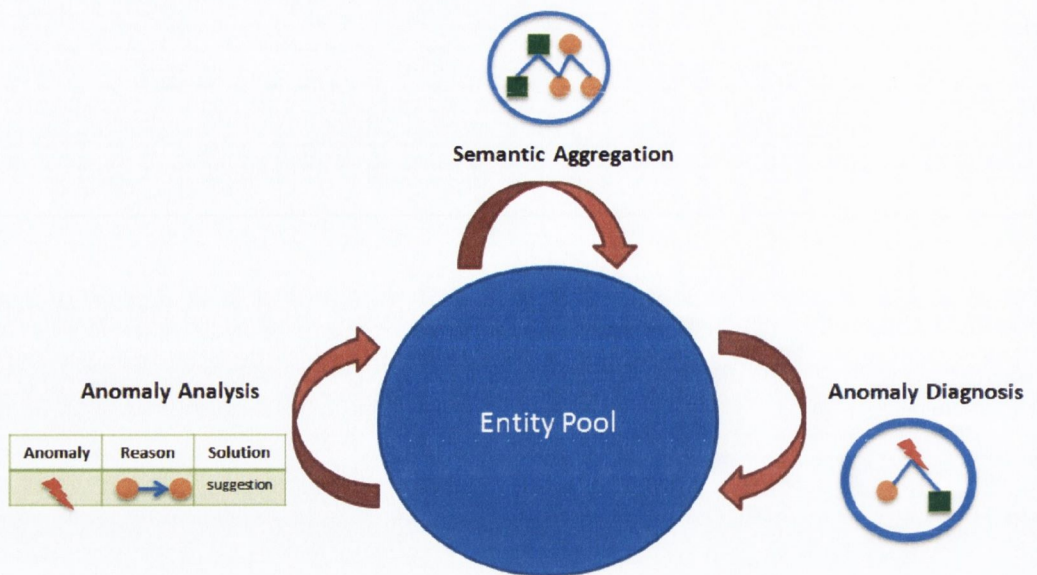 Semantic Aggregation
Anomaly Analysis
Anomaly Reason Solution
suggestion
Entity Pool
Anomaly Diagnosis